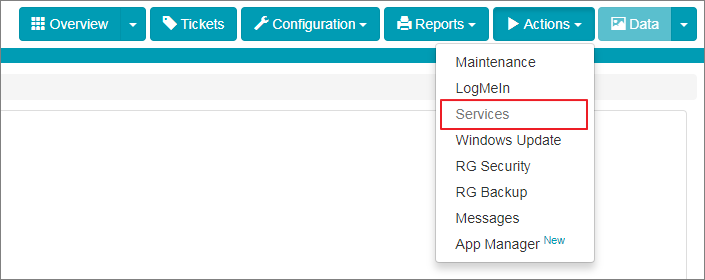 Overview Tickets Configuration Reports Actions Data
Maintenance
LogMeIn
Services
Windows Update
RG Security
RG Backup
Messages
App Manager New